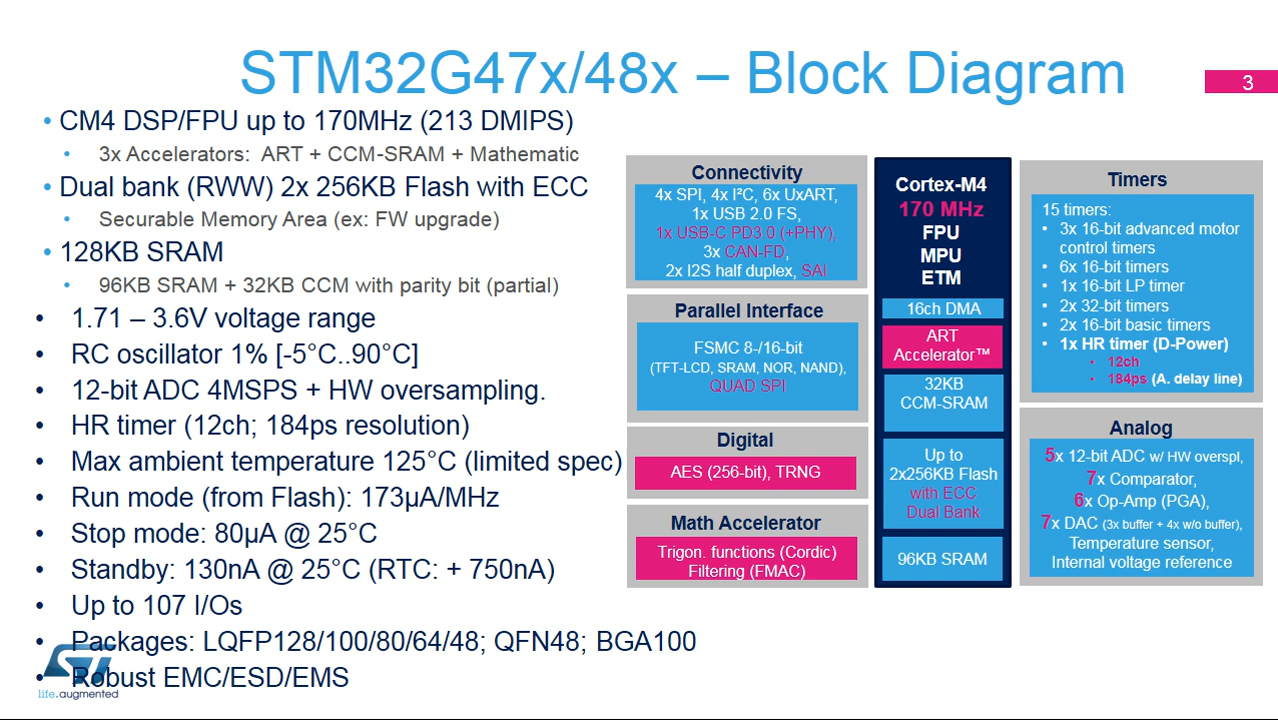 STM32G47x/48x – Block Diagram
3
• CM4 DSP/FPU up to 170MHz (213 DMIPS)
• 3x Accelerators: ART + CCM-SRAM + Mathematic
• Dual bank (RWW) 2x 256KB Flash with ECC
• Securable Memory Area (ex: FW upgrade)
• 128KB SRAM
• 96KB SRAM + 32KB CCM with parity bit (partial)
• 1.71 – 3.6V voltage range
• RC oscillator 1% [-5°C..90°C]
• 12-bit ADC 4MSPS + HW oversampling.
• HR timer (12ch; 184ps resolution)
• Max ambient temperature 125°C (limited spec)
• Run mode (from Flash): 173µA/MHz
• Stop mode: 80µA @ 25°C
• Standby: 130nA @ 25°C (RTC: + 750nA)
• Up to 107 I/Os
• Packages: LQFP128/100/80/64/48; QFN48; BGA100
• Robust EMC/ESD/EMS
ST
life.augmented
Connectivity
4x SPI, 4x I²C, 6x UxART,
1x USB 2.0 FS,
1x USB-C PD3.0 (+PHY),
3x CAN-FD,
2x I2S half duplex, SAI
Parallel Interface
FSMC 8-/16-bit
(TFT-LCD, SRAM, NOR, NAND),
QUAD SPI
Digital
AES (256-bit), TRNG
Math Accelerator
Trigon. functions (Cordic)
Filtering (FMAC)
Cortex-M4
170 MHz
FPU
MPU
ETM
16ch DMA
ART
Accelerator™
32KB
CCM-SRAM
Up to
2x256KB Flash
with ECC
Dual Bank
96KB SRAM
Timers
15 timers:
• 3x 16-bit advanced motor
control timers
• 6x 16-bit timers
• 1x 16-bit LP timer
• 2x 32-bit timers
• 2x 16-bit basic timers
• 1x HR timer (D-Power)
• 12ch
• 184ps (A. delay line)
Analog
5x 12-bit ADC w/ HW overspl,
7x Comparator,
6x Op-Amp (PGA),
7x DAC (3x buffer + 4x w/o buffer),
Temperature sensor,
Internal voltage reference